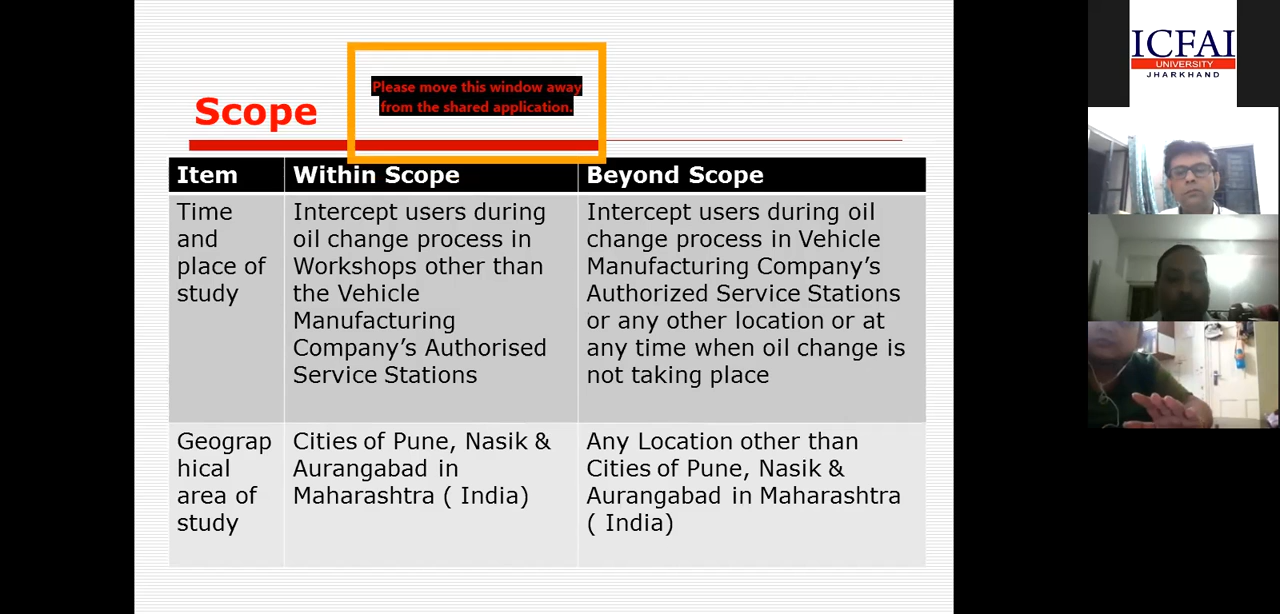 Please move this window away
from the shared application.
Scope
Item
Within Scope
Beyond Scope
Time
and
place of
study
Intercept users during
oil change process in
Workshops other than
the Vehicle
Manufacturing
Company’s Authorised
Service Stations
Intercept users during oil
change process in Vehicle
Manufacturing Company’s
Authorized Service Stations
or any other location or at
any time when oil change is
not taking place
Geograp
hical
area of
study
Cities of Pune, Nasik &
Aurangabad in
Maharashtra ( India)
Any Location other than
Cities of Pune, Nasik &
Aurangabad in Maharashtra
( India)
ICFAI
UNIVERSITY
JHARKHAND